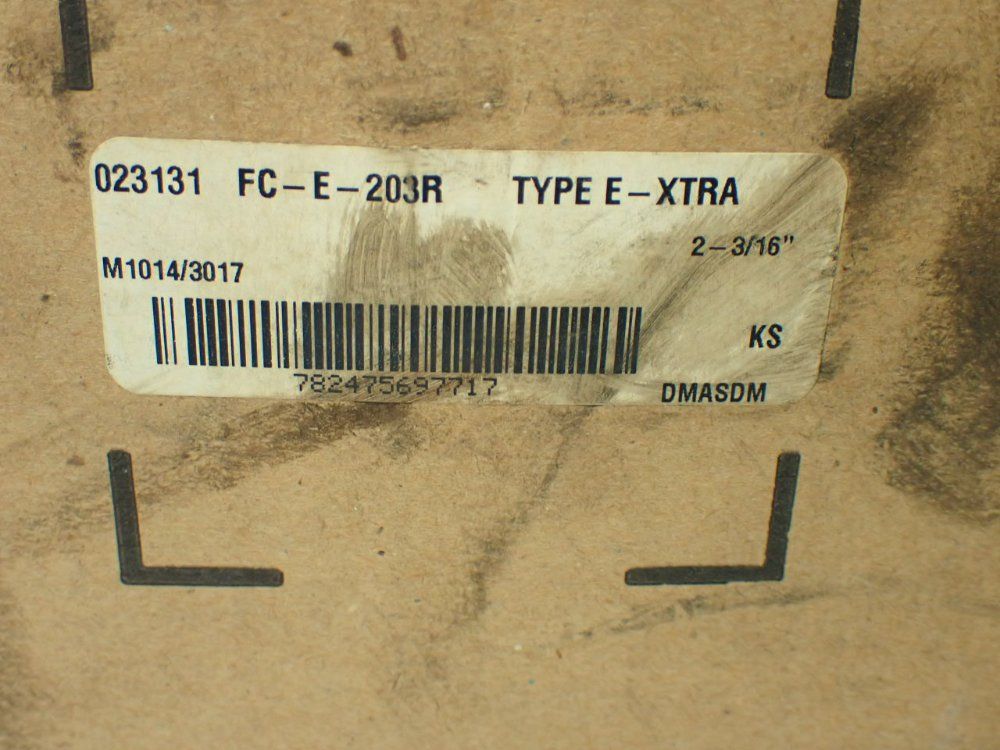 023131 FC-E-203R TYPE E-XTRA
2-3/16"
M1014/3017
KS
782475697717
DMASDM